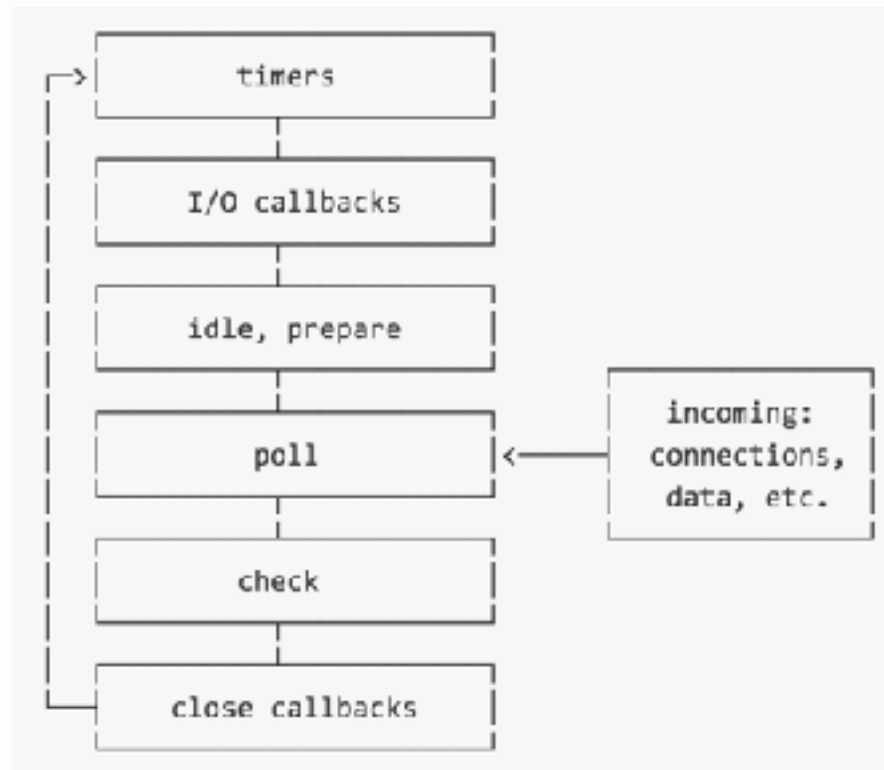 timers
I/O callbacks
idle, prepare
poll
incoming:
connections,
data, etc.
check
close callbacks